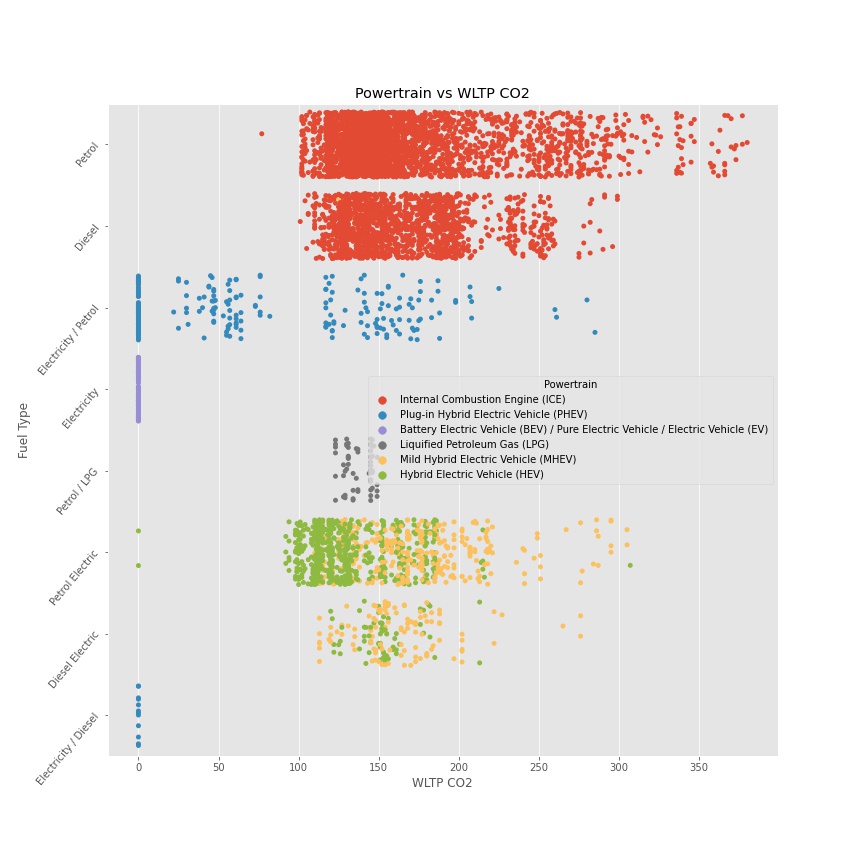 Powertrain vs WLTP CO2
Fuel Type
Petrol
Diesel
Electricity / Petrol
Electricity
Petrol / LPG
Petrol Electric
Diesel Electric
Electricity / Diesel
Powertrain
Internal Combustion Engine (ICE)
Plug-in Hybrid Electric Vehicle (PHEV)
Battery Electric Vehicle (BEV) / Pure Electric Vehicle / Electric Vehicle (EV)
Liquified Petroleum Gas (LPG)
Mild Hybrid Electric Vehicle (MHEV)
Hybrid Electric Vehicle (HEV)
0 50 100 150 200 250 300 350
WLTP CO2